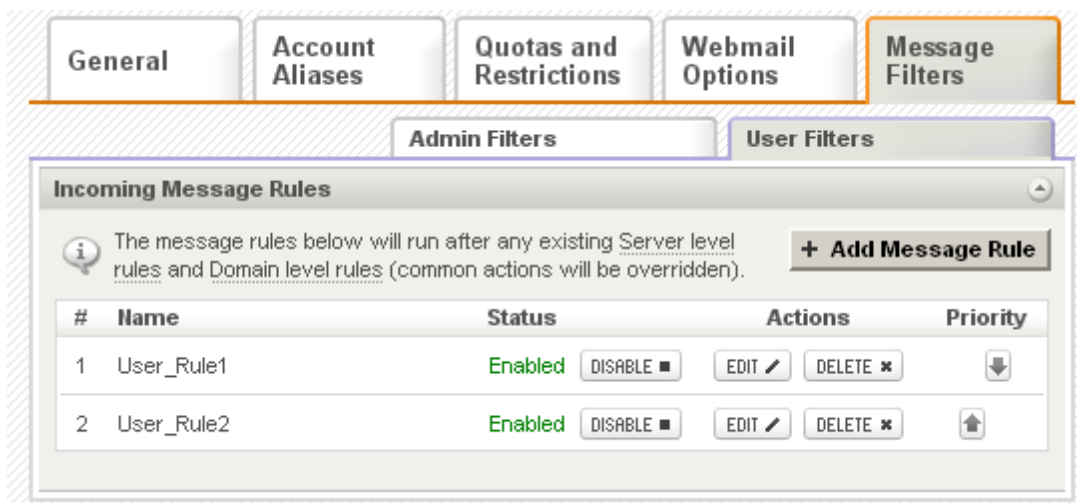 General
Account
Aliases
Quotas and
Restrictions
Webmail
Options
Message
Filters
Admin Filters
User Filters
Incoming Message Rules
The message rules below will run after any existing Server level
rules and Domain level rules (common actions will be overridden).
+ Add Message Rule
# Name Status Actions Priority
1 User_Rule1 Enabled DISABLE EDIT DELETE
2 User_Rule2 Enabled DISABLE EDIT DELETE